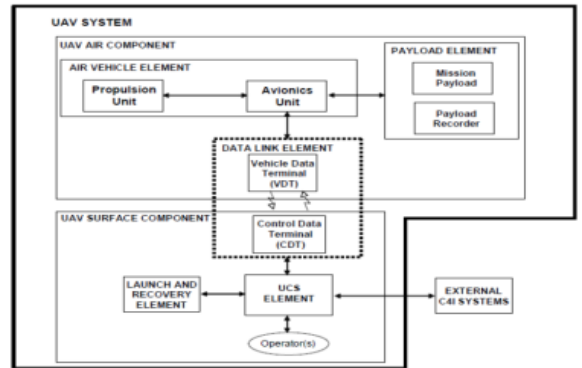 UAV SYSTEM
UAV AIR COMPONENT
AIR VEHICLE ELEMENT
Propulsion
Unit
Avionics
Unit
PAYLOAD ELEMENT
Mission
Payload
Payload
Recorder
DATA LINK ELEMENT
Vehicle Data
Terminal
(VDT)
UAV SURFACE COMPONENT
Control Data
Terminal
(CDT)
LAUNCH AND
RECOVERY
ELEMENT
UCS
ELEMENT
EXTERNAL
C4I SYSTEMS
Operator(s)